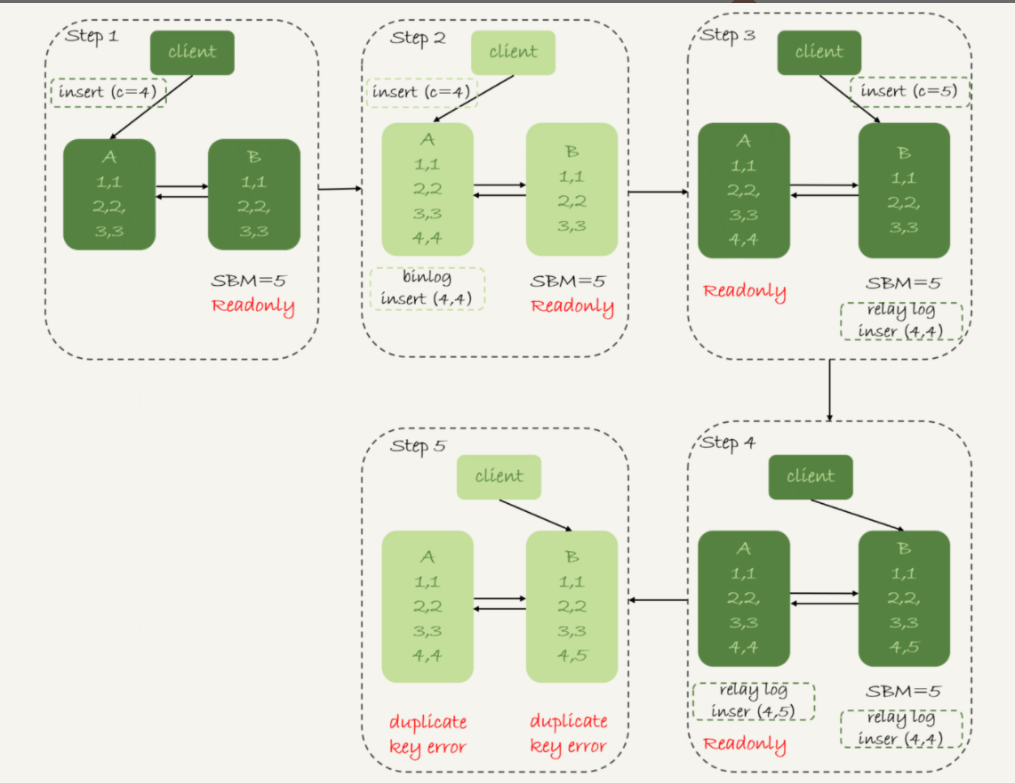 Step 1
client
insert (c=4)
A
1,1
2,2,
3,3
B
1,1
2,2,
3,3
SBM=5
Readonly
Step 2
client
insert (c=4)
A
1,1
2,2
3,3
4,4
B
1,1
2,2
3,3
binlog
insert (4,4)
SBM=5
Readonly
Step 3
client
insert (c=5)
A
1,1
2,2,
3,3
4,4
B
1,1
2,2,
3,3
Readonly
SBM=5
relay log
inser (4,4)
Step 4
client
A
1,1
2,2,
3,3
4,4
B
1,1
2,2,
3,3
4,5
relay log
inser (4,5)
Readonly
SBM=5
relay log
inser (4,4)
Step 5
client
A
1,1
2,2
3,3
4,4
B
1,1
2,2
3,3
4,5
duplicate
key error
duplicate
key error